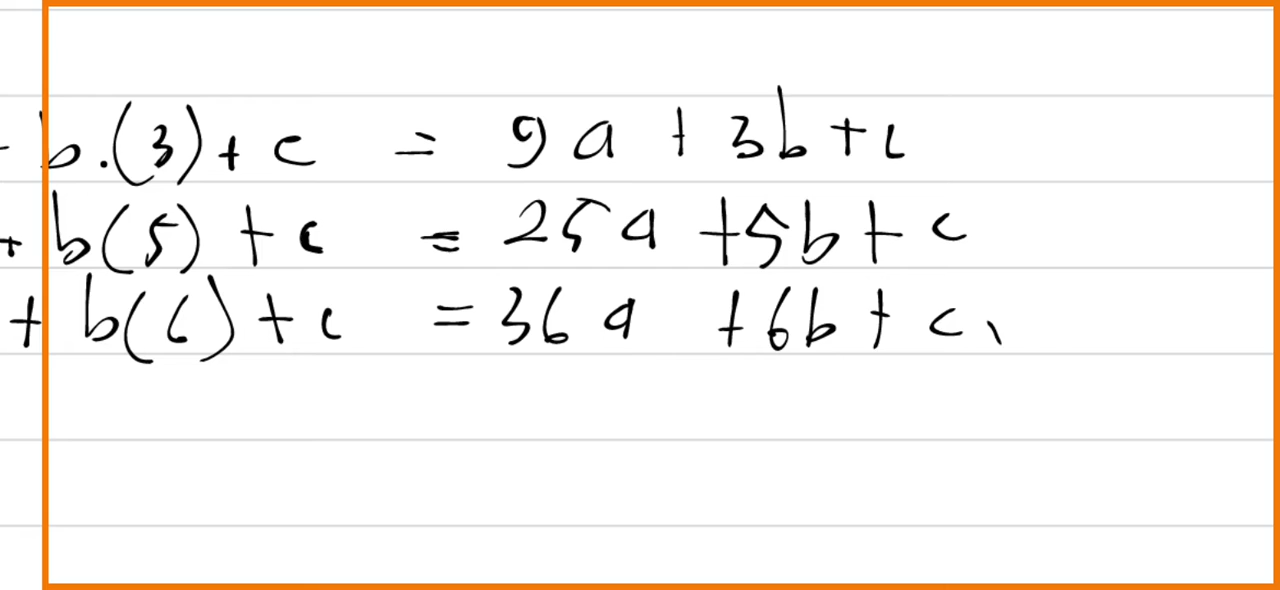 - b.(3)+c = 9a + 3b+c
+ b(5) + c = 25a +5b+ c
+ b(6)+c = 36a +6b+ c,